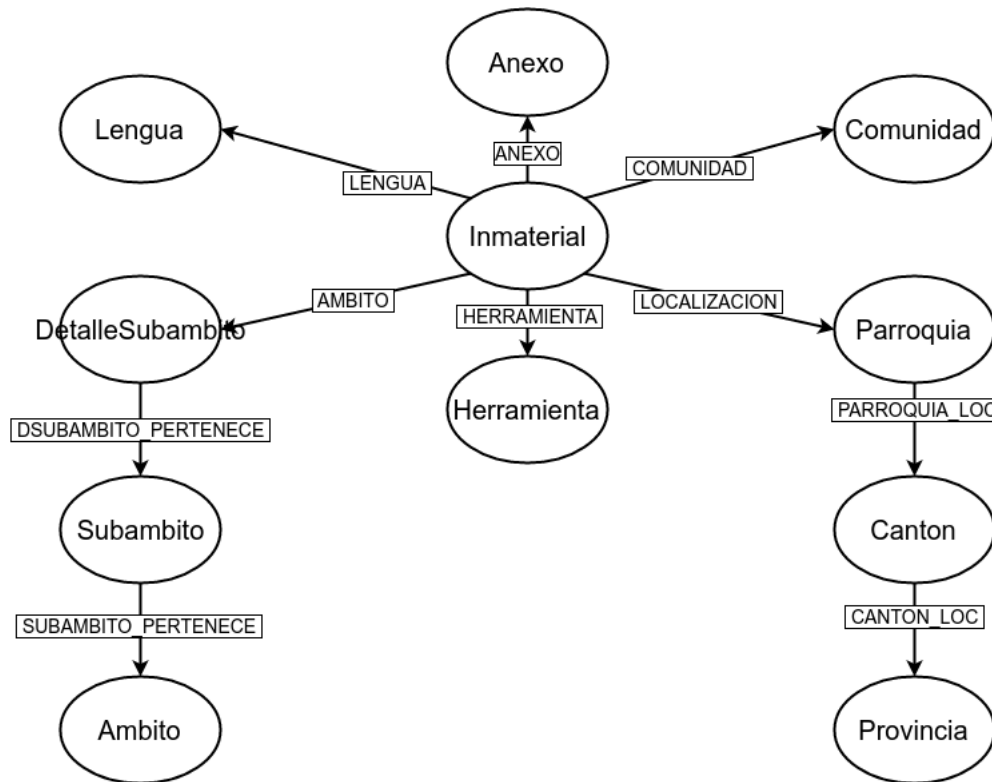 Anexo
Lengua
Comunidad
ANEXO
COMUNIDAD
LENGUA
Inmaterial
AMBITO
LOCALIZACION
HERRAMIENTA
DetalleSubambito
Parroquia
Herramienta
PARROQUIA_LOC
DSUBAMBITO_PERTENECE
Subambito
Canton
CANTON_LOC
SUBAMBITO_PERTENECE
Ambito
Provincia